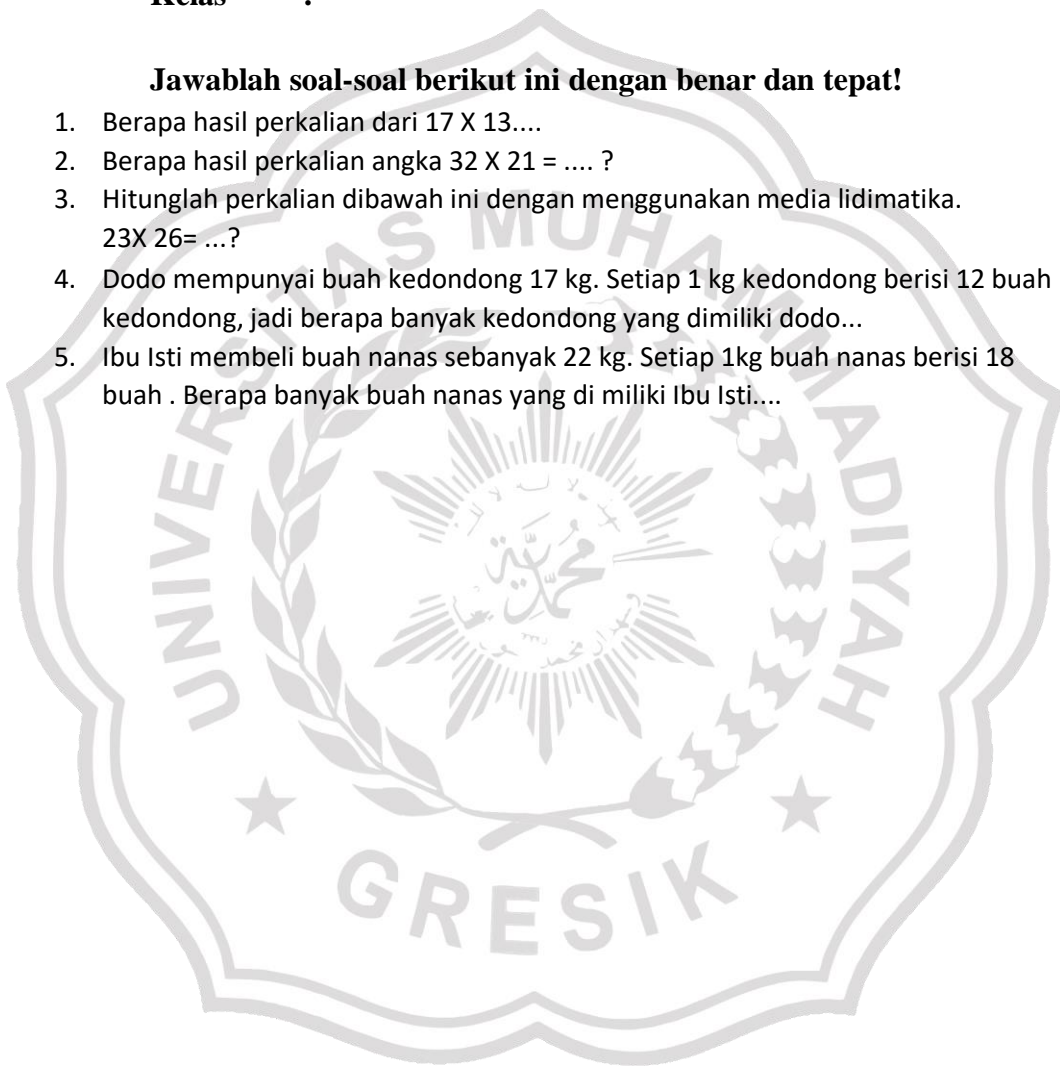 Jawablah soal-soal berikut ini dengan benar dan tepat!
1. Berapa hasil perkalian dari 17 X 13....
2. Berapa hasil perkalian angka 32 X 21 = .... ?
3. Hitunglah perkalian dibawah ini dengan menggunakan media lidimatika.
23X 26= ...?
4. Dodo mempunyai buah kedondong 17 kg. Setiap 1 kg kedondong berisi 12 buah
kedondong, jadi berapa banyak kedondong yang dimiliki dodo...
5. Ibu Isti membeli buah nanas sebanyak 22 kg. Setiap 1kg buah nanas berisi 18
buah . Berapa banyak buah nanas yang di miliki Ibu Isti....
UNIVERSITAS MUHAMMADIYAH
محمد
GRESIK